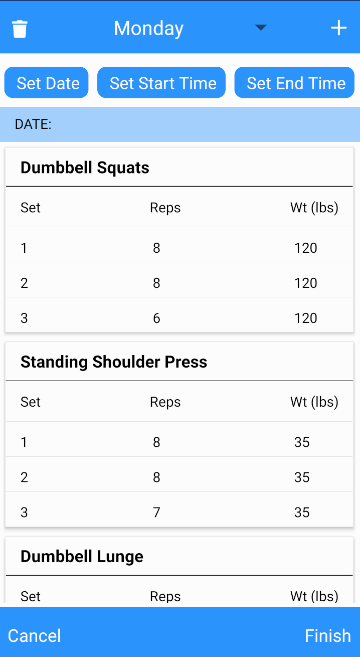 Monday
Set Date Set Start Time Set End Time
DATE:
Dumbbell Squats
Set Reps Wt (lbs)
1 8 120
2 8 120
3 6 120
Standing Shoulder Press
Set Reps Wt (lbs)
1 8 35
2 8 35
3 7 35
Dumbbell Lunge
Set Reps Wt (lbs)
Cancel Finish